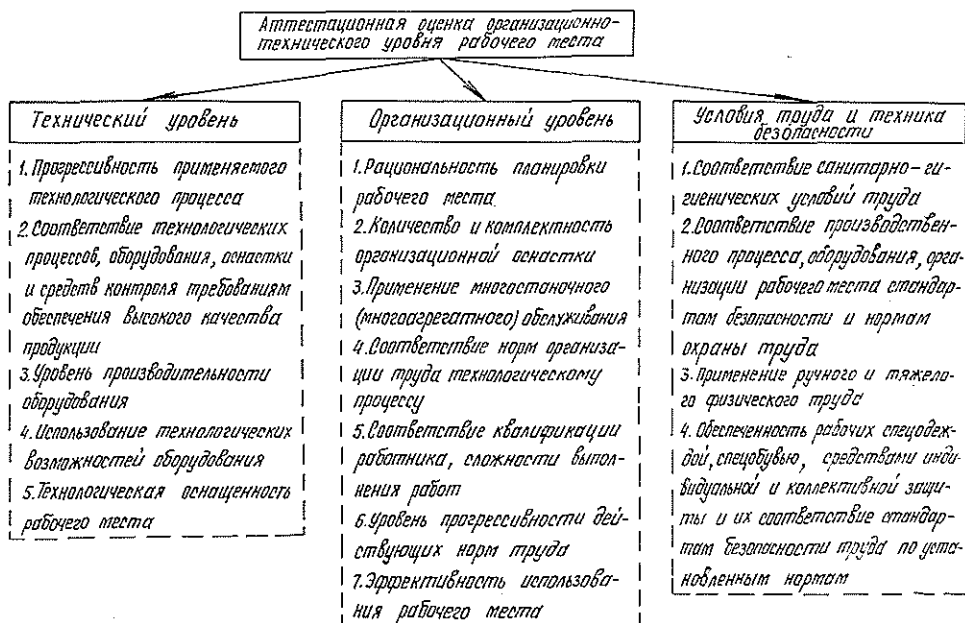 Аттестационная оценка организационно-
технического уровня рабочего места
Технический уровень
1. Прогрессивность применяемого
технологического процесса
2. Соответствие технологических
процессов, оборудования, оснастки
и средств контроля требованиям
обеспечения высокого качества
продукции
3. Уровень производительности
оборудования
4. Использование технологических
возможностей оборудования
5. Технологическая оснащенность
рабочего места
Организационный уровень
1. Рациональность планировки
рабочего места
2. Количество и комплектность
организационной оснастки
3. Применение многостаночного
(многоагрегатного) обслуживания
4. Соответствие норм организа-
ции труда технологическому
процессу
5. Соответствие квалификации
работника, сложности выпол-
нения работ
6. Уровень прогрессивности дей-
ствующих норм труда
7. Эффективность использова-
ния рабочего места
Условия труда и техника
безопасности
1. Соответствие санитарно-ги-
гиенических условий труда
2. Соответствие производствен-
ного процесса, оборудования, орга-
низации рабочего места стандар-
там безопасности и нормам
охраны труда
3. Применение ручного и тяжело-
го физического труда
4. Обеспеченность рабочих спецодеж-
дой, спецобувью, средствами инди-
видуальной и коллективной защи-
ты и их соответствие стандар-
там безопасности труда по уста-
новленным нормам